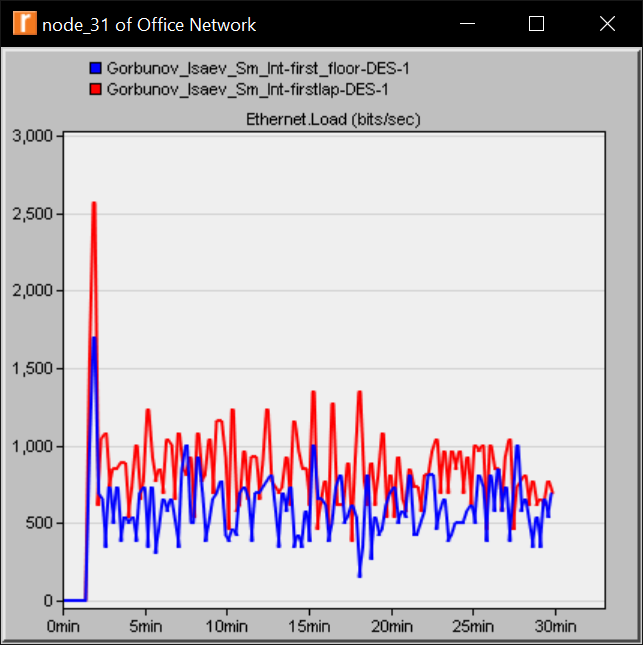 node_31 of Office Network
Gorbunov_Isaev_Sm_Int-first_floor-DES-1
Gorbunov_Isaev_Sm_Int-firstlap-DES-1
Ethernet.Load (bits/sec)
3,000
2,500
2,000
1,500
1,000
500
0
0min 5min 10min 15min 20min 25min 30min